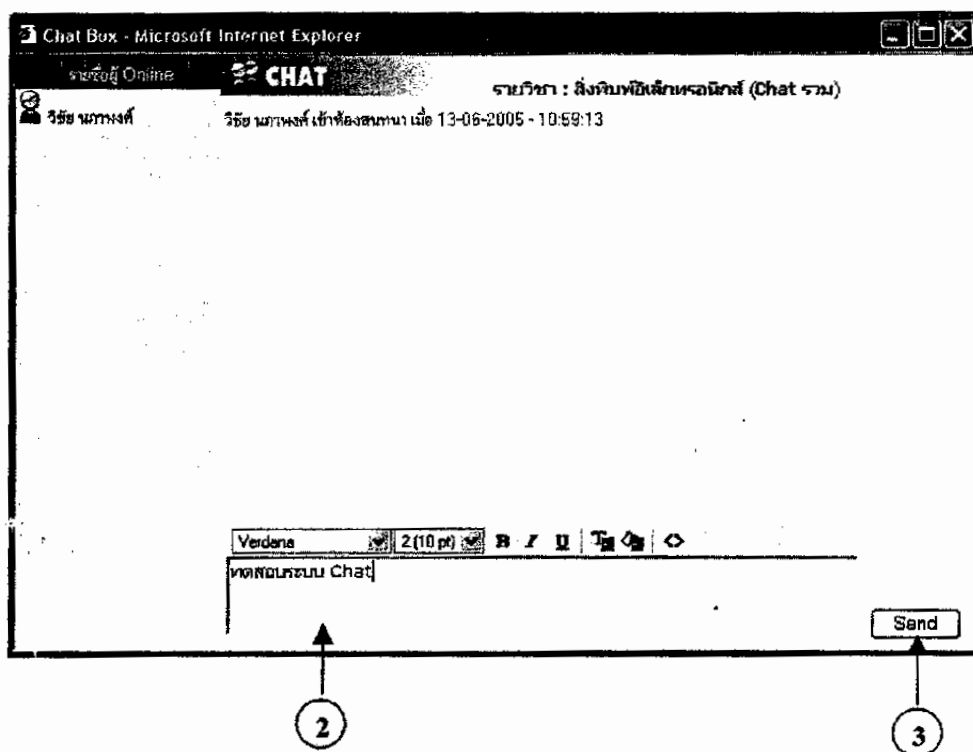 Chat Box - Microsoft Internet Explorer
รายชื่อผู้ Online
CHAT
รายวิชา : สิ่งพิมพ์อิเล็กทรอนิกส์ (Chat รวม)
วิชัย นภาพงศ์
วิชัย นภาพงศ์ เข้าห้องสนทนา เมื่อ 13-06-2005 - 10:59:13
Verdana 2 (10 pt) B I U
ทดสอบระบบ Chat
Send
2
3